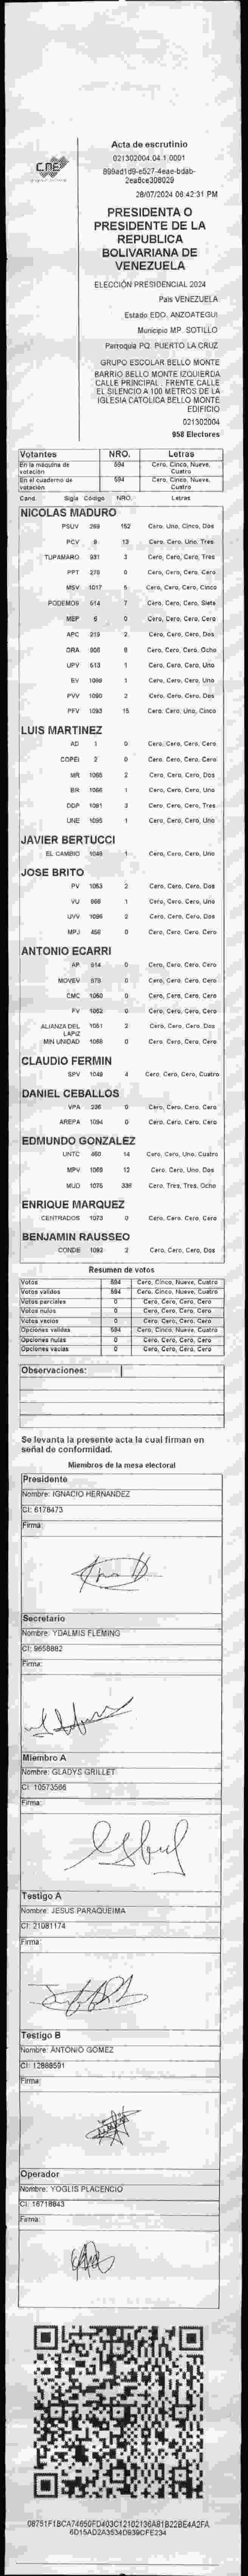 CNE
Acta de escrutinio
021302004.04.1.0001
28/07/2024 08:42:31 PM
PRESIDENTA O
PRESIDENTE DE LA
REPUBLICA
BOLIVARIANA DE
VENEZUELA
ELECCIÓN PRESIDENCIAL 2024
País VENEZUELA
Estado EDO. ANZOATEGUI
Municipio MP. SOTILLO
Parroquia PQ. PUERTO LA CRUZ
GRUPO ESCOLAR BELLO MONTE
BARRIO BELLO MONTE IZQUIERDA
CALLE PRINCIPAL. FRENTE CALLE
EL SILENCIO A 100 METROS DE LA
IGLESIA CATOLICA BELLO MONTE
EDIFICIO
021302004
958 Electores
Votantes NRO. Letras
En la máquina de votación 594 Cero, Cinco, Nueve, Cuatro
En el cuaderno de votación 594 Cero, Cinco, Nueve, Cuatro
Cand. Sigla Código NRO. Letras
NICOLAS MADURO
PSUV 269 152 Cero, Uno, Cinco, Dos
PCV 8 13 Cero, Cero, Uno, Tres
TUPAMARO 931 3 Cero, Cero, Cero, Tres
PPT 270 0 Cero, Cero, Cero, Cero
MSV 1017 5 Cero, Cero, Cero, Cinco
PODEMOS 514 7 Cero, Cero, Cero, Siete
MEP 6 0 Cero, Cero, Cero, Cero
APC 219 2 Cero, Cero, Cero, Dos
ORA 908 8 Cero, Cero, Cero, Ocho
UPV 613 1 Cero, Cero, Cero, Uno
EV 1089 1 Cero, Cero, Cero, Uno
PVV 1090 2 Cero, Cero, Cero, Dos
PFV 1093 15 Cero, Cero, Uno, Cinco
LUIS MARTINEZ
AD 1 0 Cero, Cero, Cero, Cero
COPEI 2 0 Cero, Cero, Cero, Cero
MR 1065 2 Cero, Cero, Cero, Dos
BR 1066 1 Cero, Cero, Cero, Uno
DDP 1081 3 Cero, Cero, Cero, Tres
UNE 1095 1 Cero, Cero, Cero, Uno
JAVIER BERTUCCI
EL CAMBIO 1 Cero, Cero, Cero, Uno
JOSE BRITO
PV 1053 2 Cero, Cero, Cero, Dos
VU 968 1 Cero, Cero, Cero, Uno
UVV 1096 2 Cero, Cero, Cero, Dos
MPJ 456 0 Cero, Cero, Cero, Cero
ANTONIO ECARRI
AP 914 0 Cero, Cero, Cero, Cero
MOVEV 979 0 Cero, Cero, Cero, Cero
CMC 1050 0 Cero, Cero, Cero, Cero
FV 1052 0 Cero, Cero, Cero, Cero
ALIANZA DEL LAPIZ 1051 2 Cero, Cero, Cero, Dos
MIN UNIDAD 1088 0 Cero, Cero, Cero, Cero
CLAUDIO FERMIN
SPV 1049 4 Cero, Cero, Cero, Cuatro
DANIEL CEBALLOS
VPA 236 0 Cero, Cero, Cero, Cero
AREPA 1094 0 Cero, Cero, Cero, Cero
EDMUNDO GONZALEZ
UNTC 460 14 Cero, Cero, Uno, Cuatro
MPV 1069 12 Cero, Cero, Uno, Dos
MUD 1075 338 Cero, Tres, Tres, Ocho
ENRIQUE MARQUEZ
CENTRADOS 1073 0 Cero, Cero, Cero, Cero
BENJAMIN RAUSSEO
CONDE 1092 2 Cero, Cero, Cero, Dos
Resumen de votos
Votos 594 Cero, Cinco, Nueve, Cuatro
Votos validos 594 Cero, Cinco, Nueve, Cuatro
Votos parciales 0 Cero, Cero, Cero, Cero
Votos nulos 0 Cero, Cero, Cero, Cero
Votos vacios 0 Cero, Cero, Cero, Cero
Opciones validas 594 Cero, Cinco, Nueve, Cuatro
Opciones nulas 0 Cero, Cero, Cero, Cero
Opciones vacias 0 Cero, Cero, Cero, Cero
Observaciones:
Se levanta la presente acta la cual firman en
señal de conformidad.
Miembros de la mesa electoral
Presidente
Nombre: IGNACIO HERNANDEZ
CI: 6178473
Firma:
Secretario
Nombre: YDALMIS FLEMING
CI: 9658882
Firma:
Miembro A
Nombre: GLADYS GRILLET
CI: 10573566
Firma:
Testigo A
Nombre: JESUS PARAQUEIMA
CI: 21081174
Firma:
Testigo B
Nombre: ANTONIO GOMEZ
CI: 12888591
Firma:
Operador
Nombre: YOGLIS PLACENCIO
CI: 16718843
Firma: